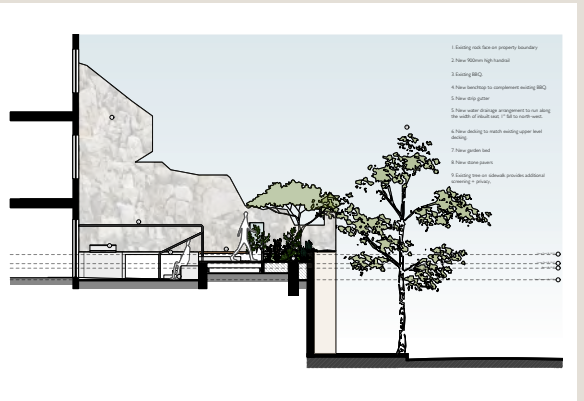 1. Existing rock face on property boundary
2. New 900mm high handrail
3. Existing BBQ.
4. New benchtop to complement existing BBQ.
5. New strip gutter
5. New water drainage arrangement to run along
the width of inbuilt seat. 1° fall to north-west.
6. New decking to match existing upper level
decking.
7. New garden bed
8. New stone pavers
9. Existing tree on sidewalk provides additional
screening + privacy.